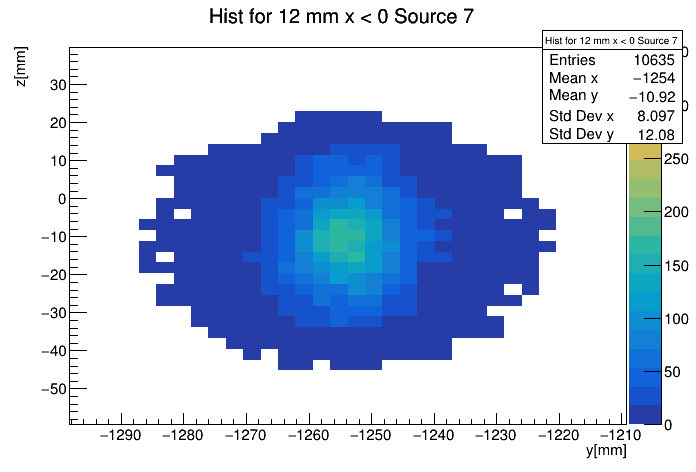 Hist for 12 mm x < 0 Source 7
z[mm]
Hist for 12 mm x < 0 Source 7
Entries 10635
Mean x −1254
Mean y −10.92
Std Dev x 8.097
Std Dev y 12.08
30
20
10
0
−10
−20
−30
−40
−50
250
200
150
100
50
0
−1290 −1280 −1270 −1260 −1250 −1240 −1230 −1220 −1210
y[mm]